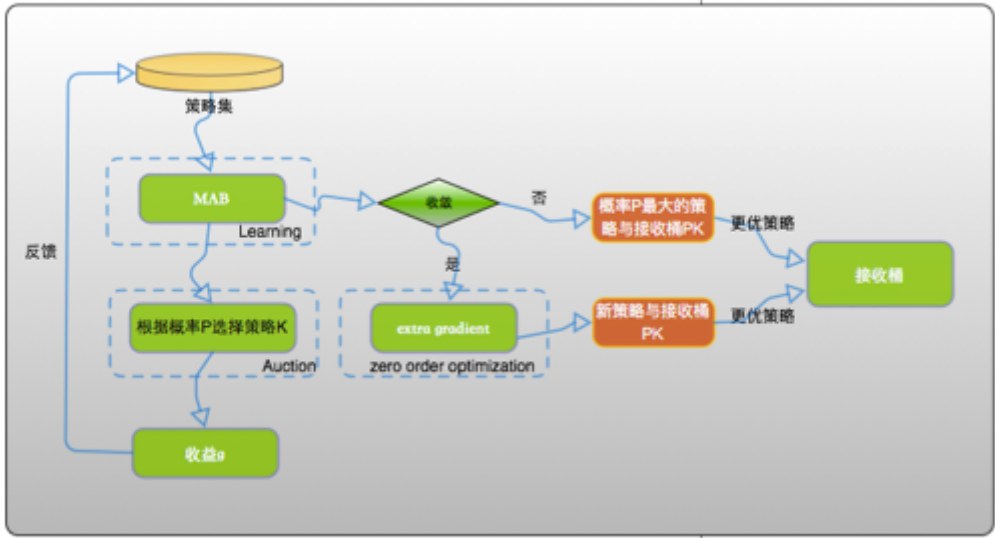 策略集
MAB
Learning
收敛
否
概率P最大的策
略与接收桶PK
更优策略
接收桶
反馈
是
根据概率P选择策略K
Auction
extra gradient
zero order optimization
新策略与接收桶
PK
更优策略
收益g